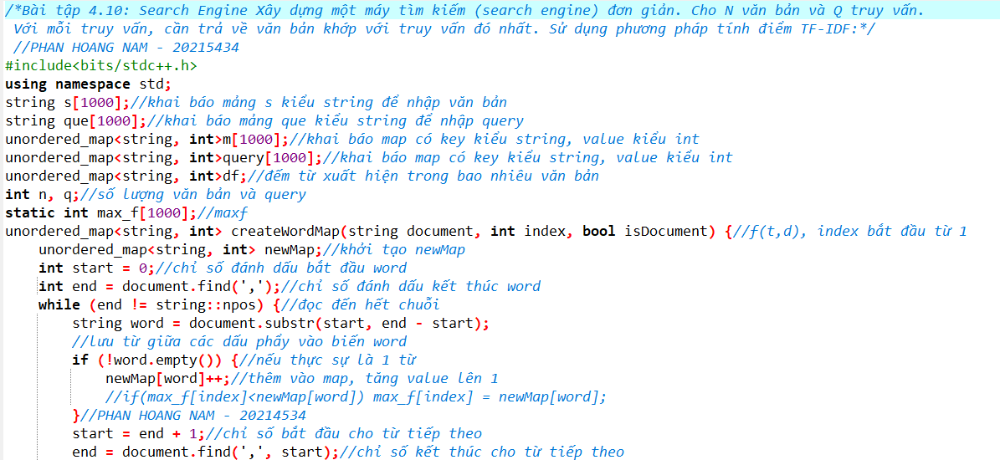 /*Bài tập 4.10: Search Engine Xây dựng một máy tìm kiếm (search engine) đơn giản. Cho N văn bản và Q truy vấn.
Với mỗi truy vấn, cần trả về văn bản khớp với truy vấn đó nhất. Sử dụng phương pháp tính điểm TF-IDF:*/
//PHAN HOANG NAM - 20215434
#include<bits/stdc++.h>
using namespace std;
string s[1000];//khai báo mảng s kiểu string để nhập văn bản
string que[1000];//khai báo mảng que kiểu string để nhập query
unordered_map<string, int>m[1000];//khai báo map có key kiểu string, value kiểu int
unordered_map<string, int>query[1000];//khai báo map có key kiểu string, value kiểu int
unordered_map<string, int>df;//đếm từ xuất hiện trong bao nhiêu văn bản
int n, q;//số lượng văn bản và query
static int max_f[1000];//maxf
unordered_map<string, int> createWordMap(string document, int index, bool isDocument) {//f(t,d), index bắt đầu từ 1
    unordered_map<string, int> newMap;//khởi tạo newMap
    int start = 0;//chỉ số đánh dấu bắt đầu word
    int end = document.find(',');//chỉ số đánh dấu kết thúc word
    while (end != string::npos) {//đọc đến hết chuỗi
        string word = document.substr(start, end - start);
        //lưu từ giữa các dấu phẩy vào biến word
        if (!word.empty()) {//nếu thực sự là 1 từ
            newMap[word]++;//thêm vào map, tăng value lên 1
            //if(max_f[index]<newMap[word]) max_f[index] = newMap[word];
        }//PHAN HOANG NAM - 20214534
        start = end + 1;//chỉ số bắt đầu cho từ tiếp theo
        end = document.find(',', start);//chỉ số kết thúc cho từ tiếp theo